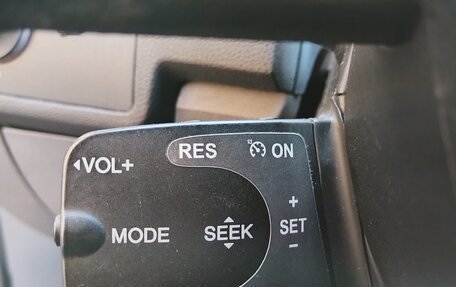 RES ON
VOL+
+
MODE SEEK SET
-